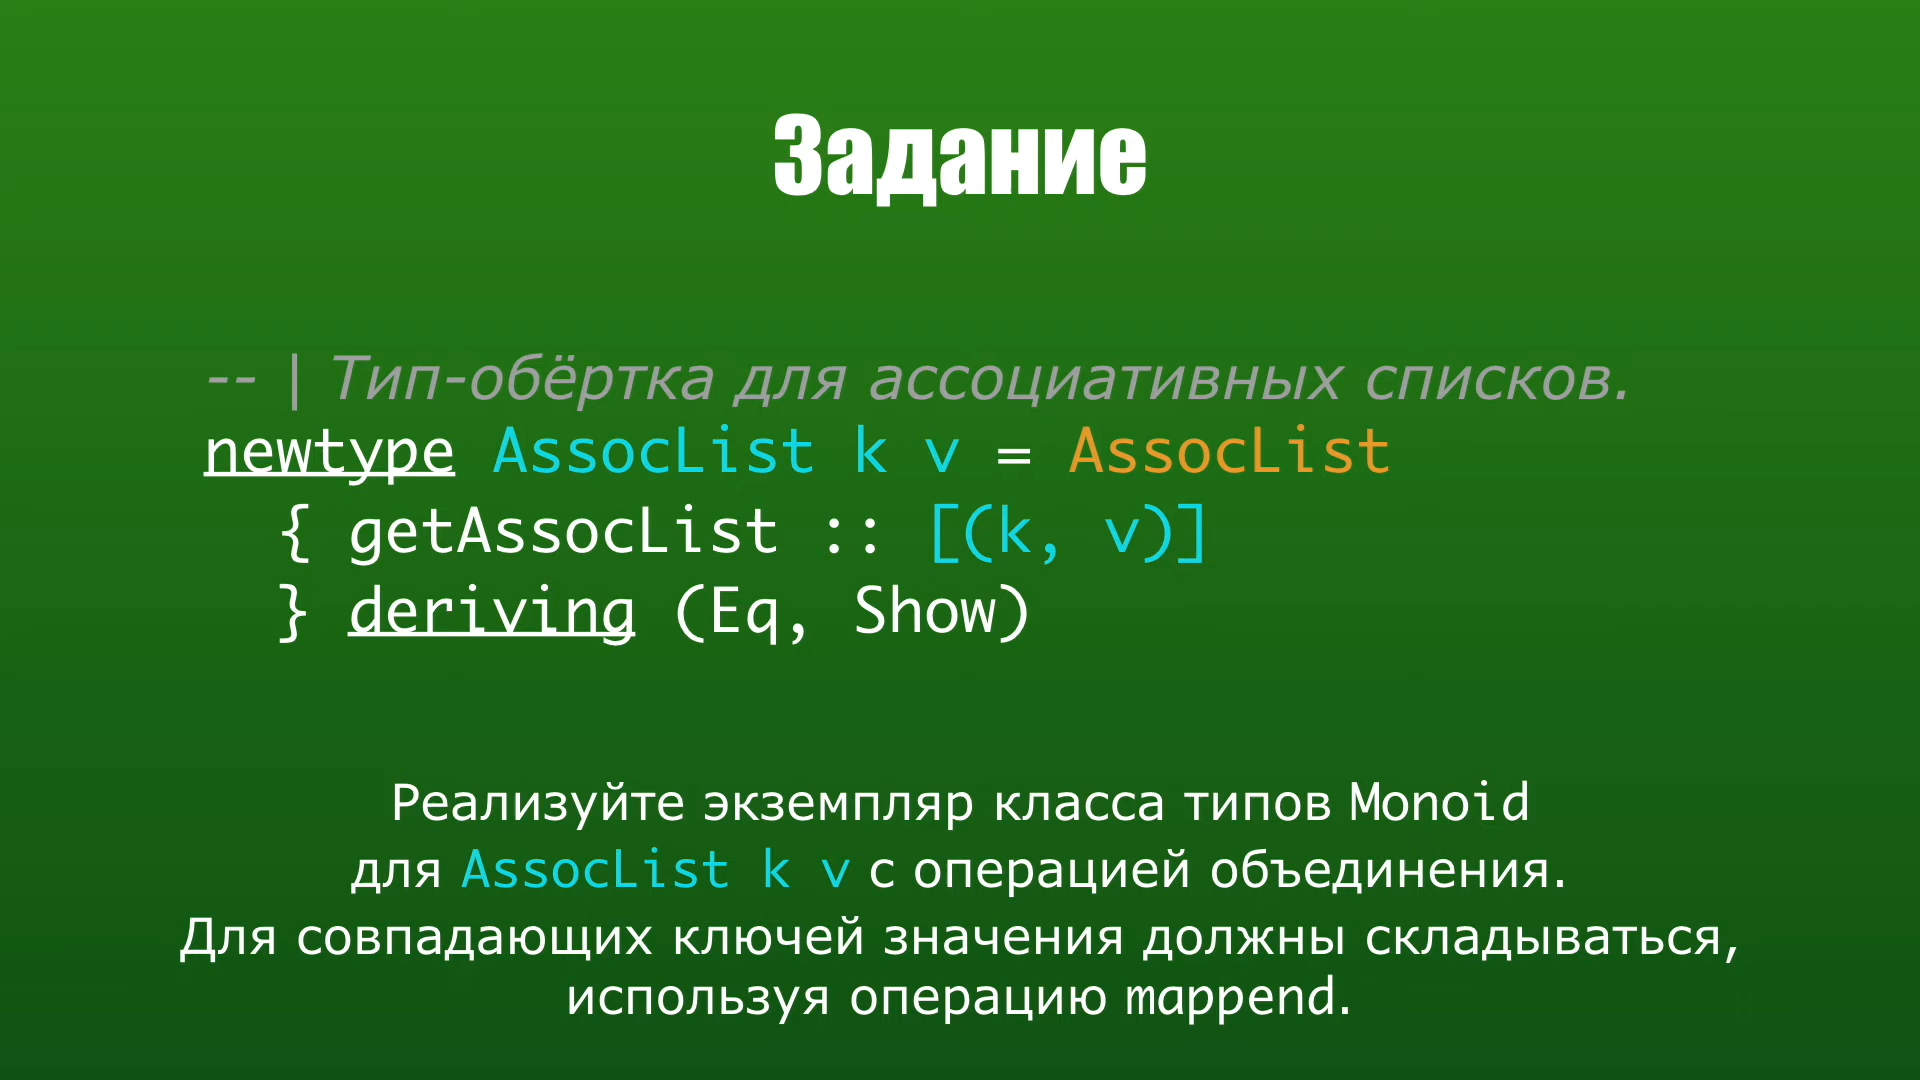 Задание
-- | Тип-обёртка для ассоциативных списков.
newtype AssocList k v = AssocList
{ getAssocList :: [(k, v)]
} deriving (Eq, Show)
Реализуйте экземпляр класса типов Monoid
для AssocList k v с операцией объединения.
Для совпадающих ключей значения должны складываться,
используя операцию mappend.